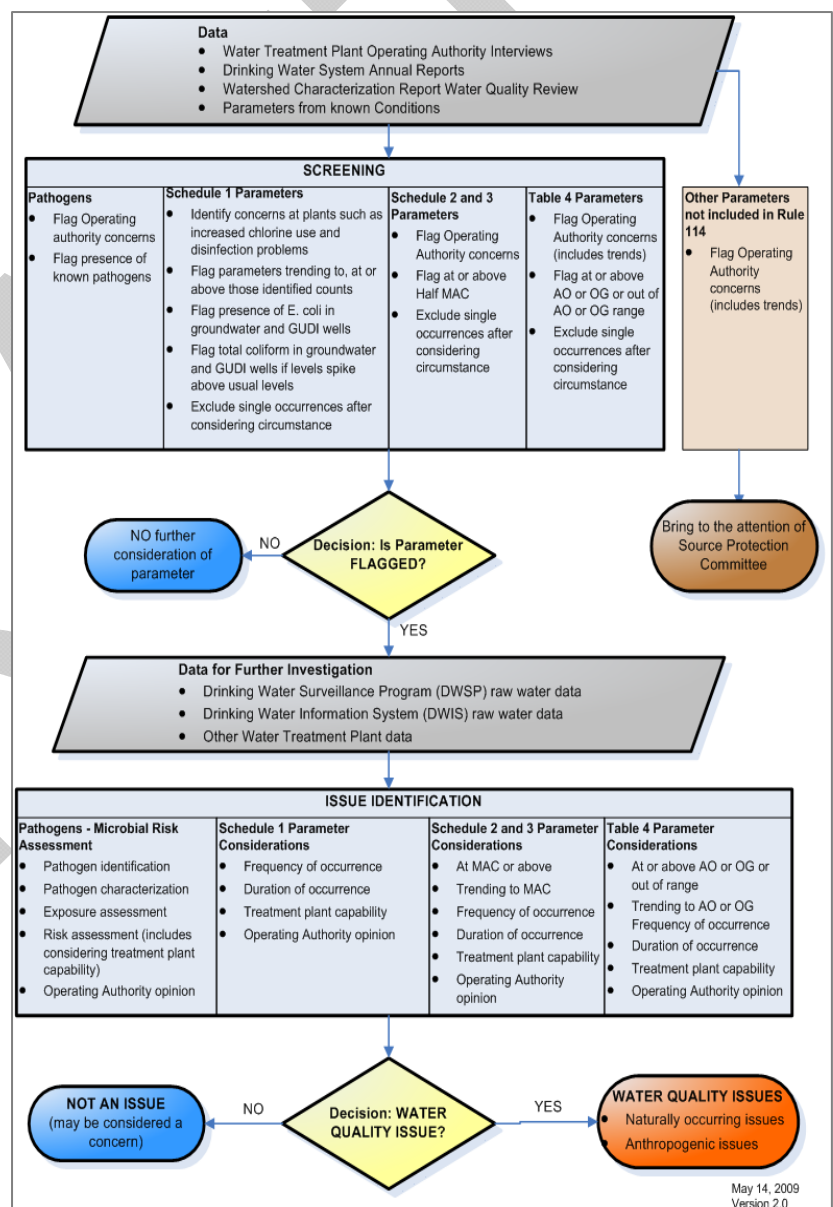 Data
● Water Treatment Plant Operating Authority Interviews
● Drinking Water System Annual Reports
● Watershed Characterization Report Water Quality Review
● Parameters from known Conditions
SCREENING
Pathogens
● Flag Operating
authority concerns
● Flag presence of
known pathogens
Schedule 1 Parameters
● Identify concerns at plants such as
increased chlorine use and
disinfection problems
● Flag parameters trending to, at or
above those identified counts
● Flag presence of E. coli in
groundwater and GUDI wells
● Flag total coliform in groundwater
and GUDI wells if levels spike
above usual levels
● Exclude single occurrences after
considering circumstance
Schedule 2 and 3
Parameters
● Flag Operating
Authority concerns
● Flag at or above
Half MAC
● Exclude single
occurrences after
considering
circumstance
Table 4 Parameters
● Flag Operating
Authority concerns
(includes trends)
● Flag at or above
AO or OG or out of
AO or OG range
● Exclude single
occurrences after
considering
circumstance
Other Parameters
not included in Rule
114
● Flag Operating
Authority
concerns
(includes trends)
NO further
consideration of
parameter
NO
Decision: Is Parameter
FLAGGED?
Bring to the attention of
Source Protection
Committee
YES
Data for Further Investigation
● Drinking Water Surveillance Program (DWSP) raw water data
● Drinking Water Information System (DWIS) raw water data
● Other Water Treatment Plant data
ISSUE IDENTIFICATION
Pathogens - Microbial Risk
Assessment
● Pathogen identification
● Pathogen characterization
● Exposure assessment
● Risk assessment (includes
considering treatment plant
capability)
● Operating Authority opinion
Schedule 1 Parameter
Considerations
● Frequency of occurrence
● Duration of occurrence
● Treatment plant capability
● Operating Authority opinion
Schedule 2 and 3 Parameter
Considerations
● At MAC or above
● Trending to MAC
● Frequency of occurrence
● Duration of occurrence
● Treatment plant capability
● Operating Authority
opinion
Table 4 Parameter
Considerations
● At or above AO or OG or
out of range
● Trending to AO or OG
Frequency of occurrence
● Duration of occurrence
● Treatment plant capability
● Operating Authority opinion
NOT AN ISSUE
(may be considered a
concern)
NO
Decision: WATER
QUALITY ISSUE?
YES
WATER QUALITY ISSUES
● Naturally occurring issues
● Anthropogenic issues
May 14, 2009
Version 2.0